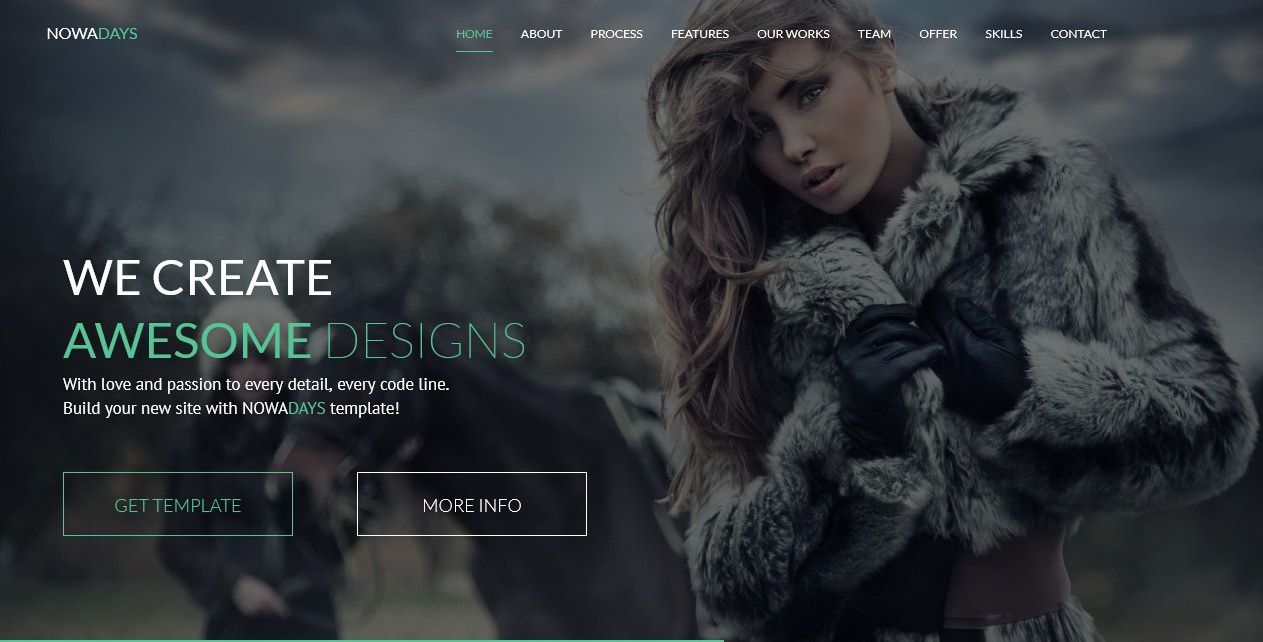 NOWADAYS
HOME ABOUT PROCESS FEATURES OUR WORKS TEAM OFFER SKILLS CONTACT
WE CREATE
AWESOME DESIGNS
With love and passion to every detail, every code line.
Build your new site with NOWADAYS template!
GET TEMPLATE
MORE INFO